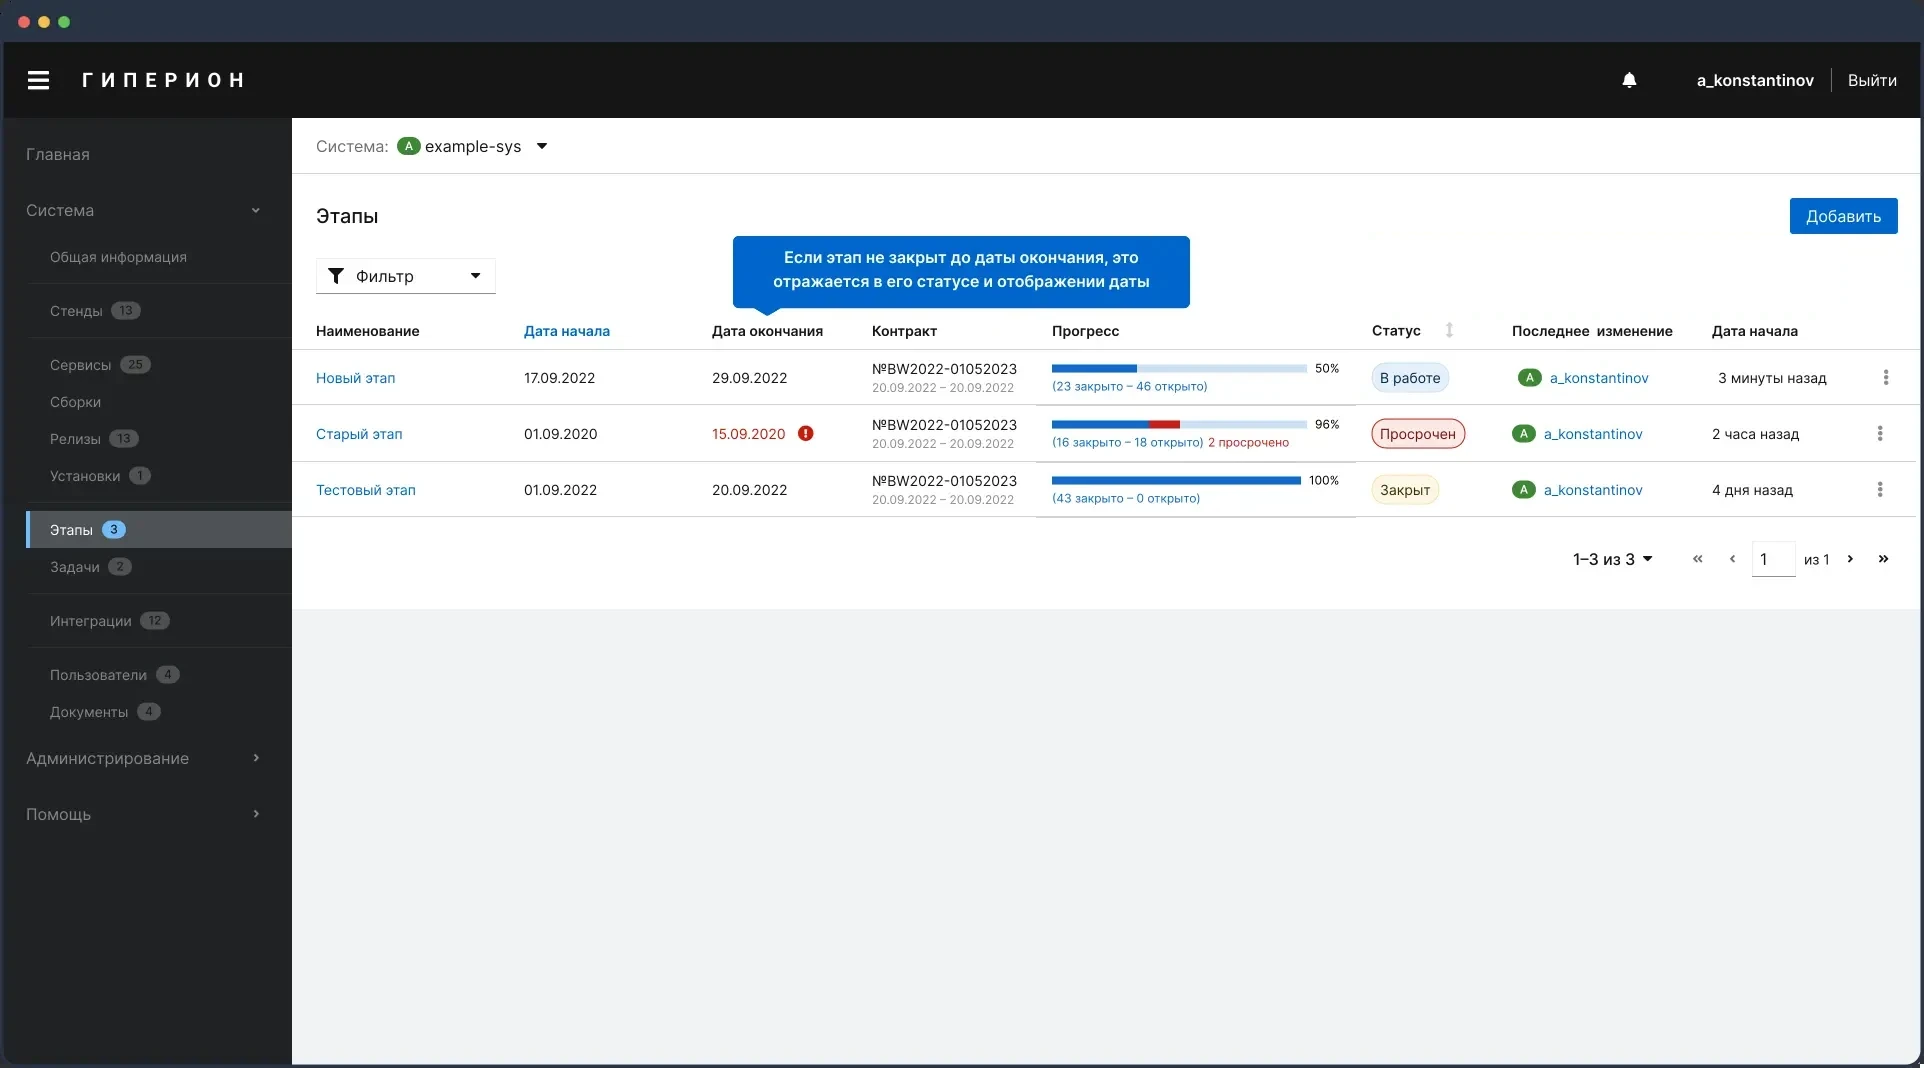 ГИПЕРИОН
a_konstantinov
Выйти
Главная
Система
Общая информация
Стенды 13
Сервисы 25
Сборки
Релизы 13
Установки 1
Этапы 3
Задачи 2
Интеграции 12
Пользователи 4
Документы 4
Администрирование
Помощь
Система: A example-sys
Этапы
Добавить
Фильтр
Если этап не закрыт до даты окончания, это
отражается в его статусе и отображении даты
Наименование Дата начала Дата окончания Контракт Прогресс Статус Последнее изменение Дата начала
Новый этап 17.09.2022 29.09.2022 №BW2022-01052023 50% В работе A a_konstantinov 3 минуты назад
20.09.2022 – 20.09.2022 (23 закрыто – 46 открыто)
Старый этап 01.09.2020 15.09.2020 №BW2022-01052023 96% Просрочен A a_konstantinov 2 часа назад
20.09.2022 – 20.09.2022 (16 закрыто – 18 открыто) 2 просрочено
Тестовый этап 01.09.2022 20.09.2022 №BW2022-01052023 100% Закрыт A a_konstantinov 4 дня назад
20.09.2022 – 20.09.2022 (43 закрыто – 0 открыто)
1–3 из 3 « ‹ 1 из 1 › »